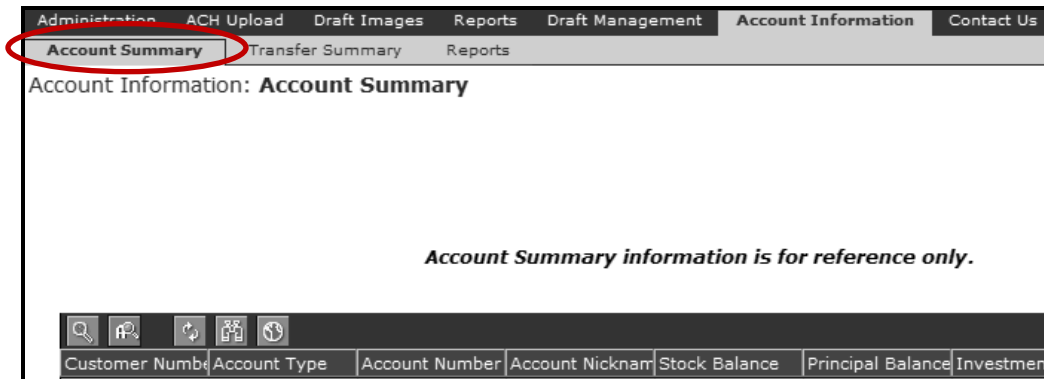 Administration ACH Upload Draft Images Reports Draft Management Account Information Contact Us
Account Summary Transfer Summary Reports
Account Information: Account Summary
Account Summary information is for reference only.
Customer Numbe Account Type Account Number Account Nicknam Stock Balance Principal Balance Investmen